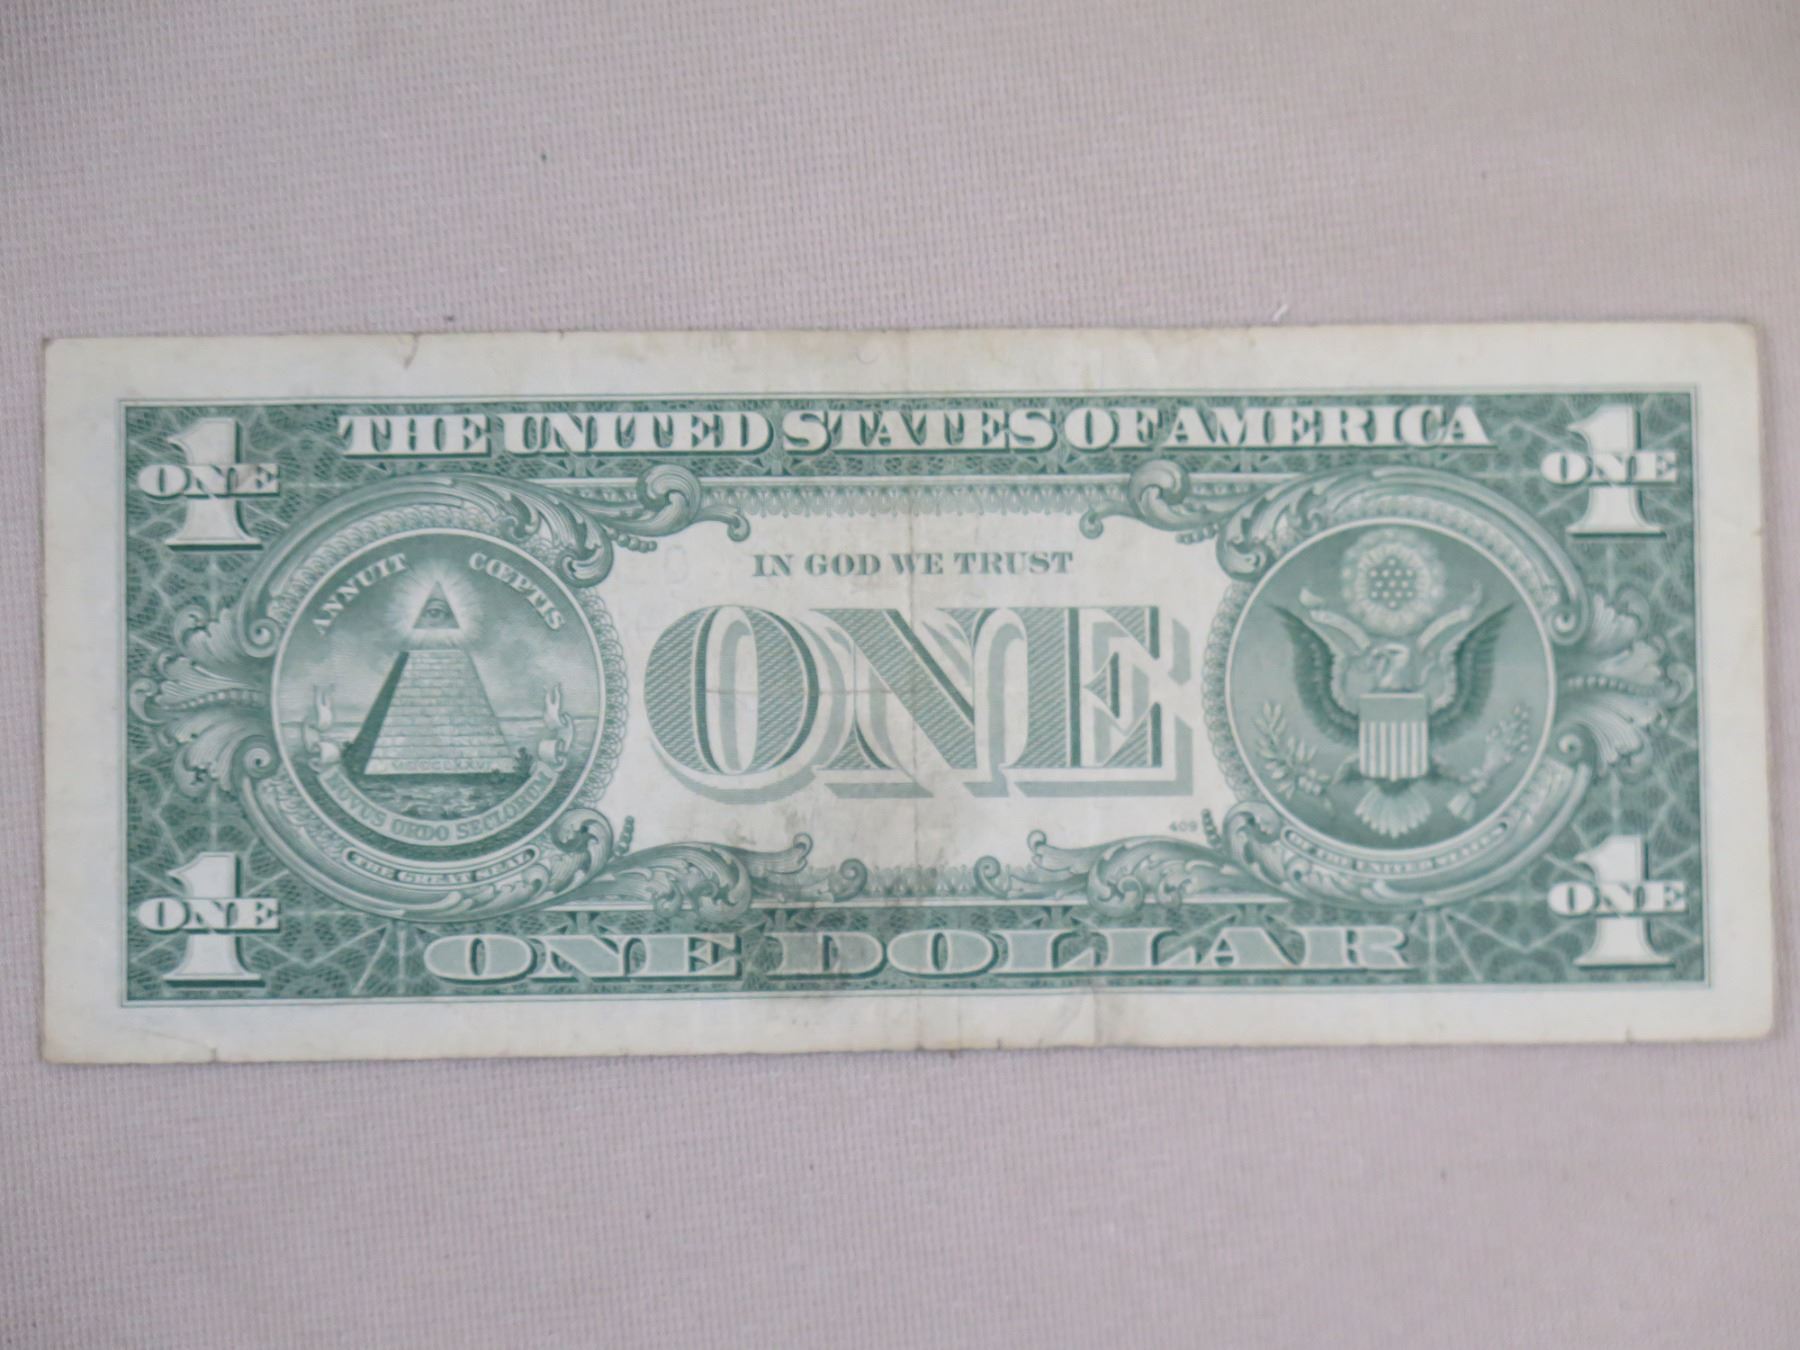 THE UNITED STATES OF AMERICA
1
ONE
1
ONE
ANNUIT CŒPTIS
MDCCLXXVI
NOVUS ORDO SECLORUM
THE GREAT SEAL
IN GOD WE TRUST
ONE
409
OF THE UNITED STATES
1
ONE
ONE DOLLAR
1
ONE